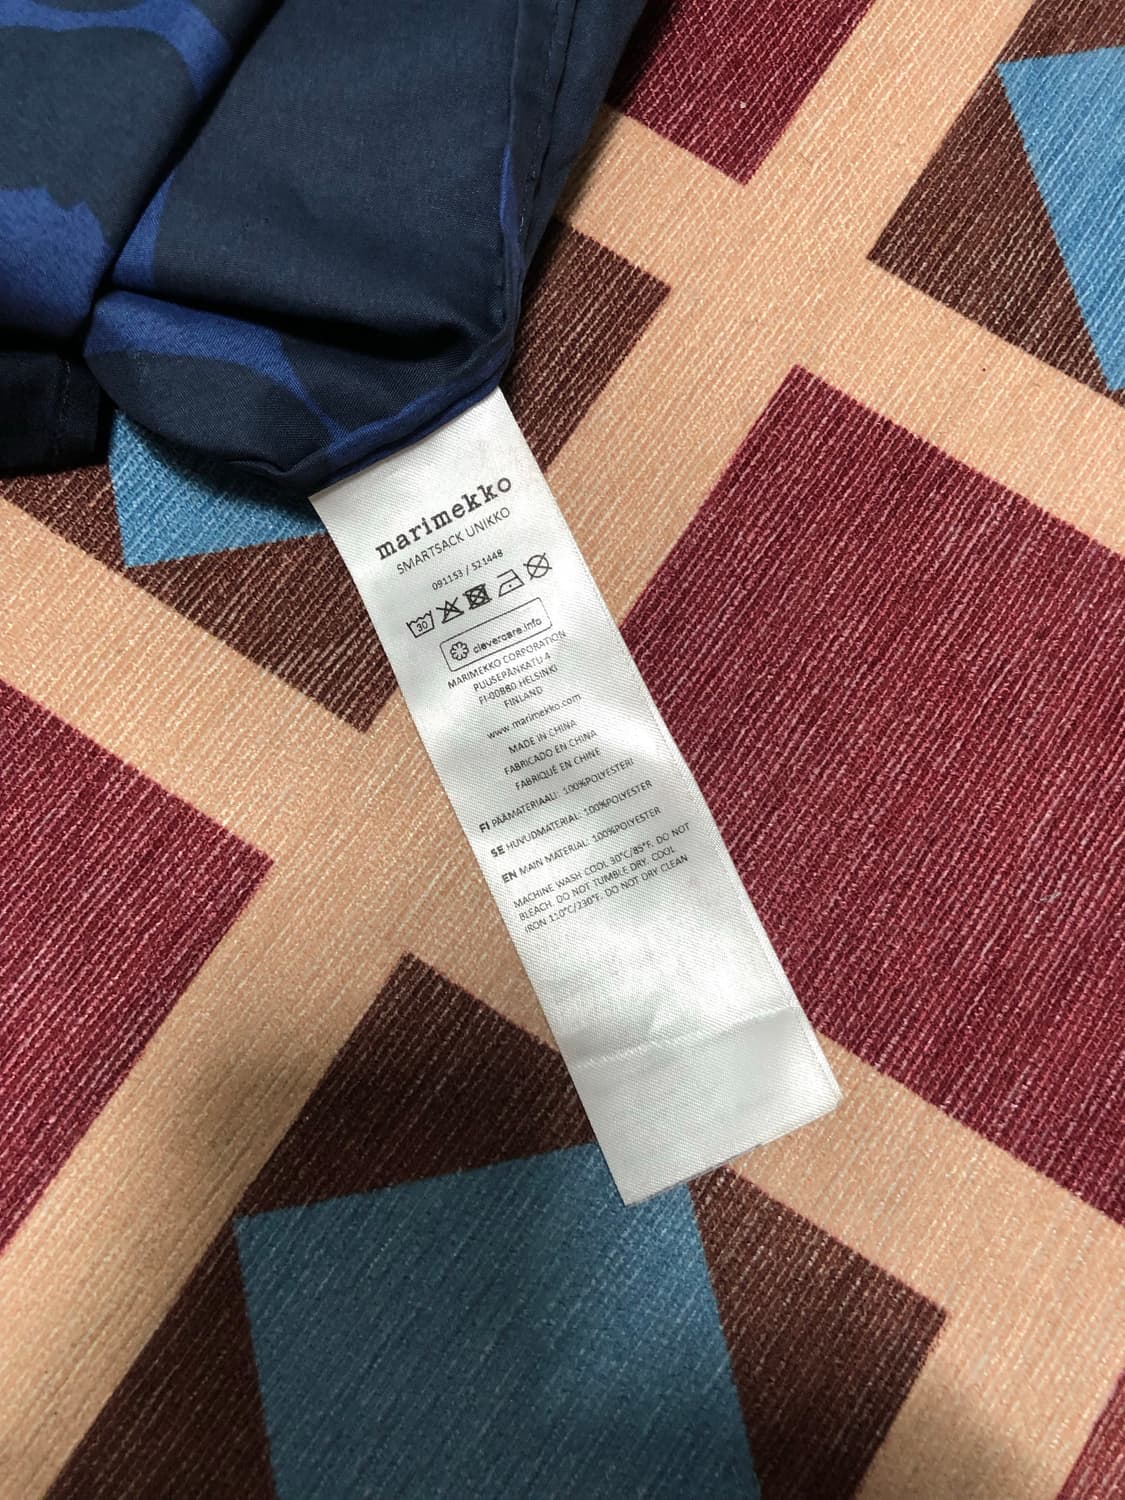 marimekko
SMARTSACK UNIKKO
091153 / 521448
30
clevercare.info
MARIMEKKO CORPORATION
PUUSEPÄNKATU 4
FI-00880 HELSINKI
FINLAND
www.marimekko.com
MADE IN CHINA
FABRICADO EN CHINA
FABRIQUÉ EN CHINE
FI PÄÄMATERIAALI: 100%POLYESTERI
SE HUVUDMATERIAL: 100%POLYESTER
EN MAIN MATERIAL: 100%POLYESTER
MACHINE WASH COOL 30°C/85°F. DO NOT
BLEACH. DO NOT TUMBLE DRY. COOL
IRON 110°C/230°F. DO NOT DRY CLEAN